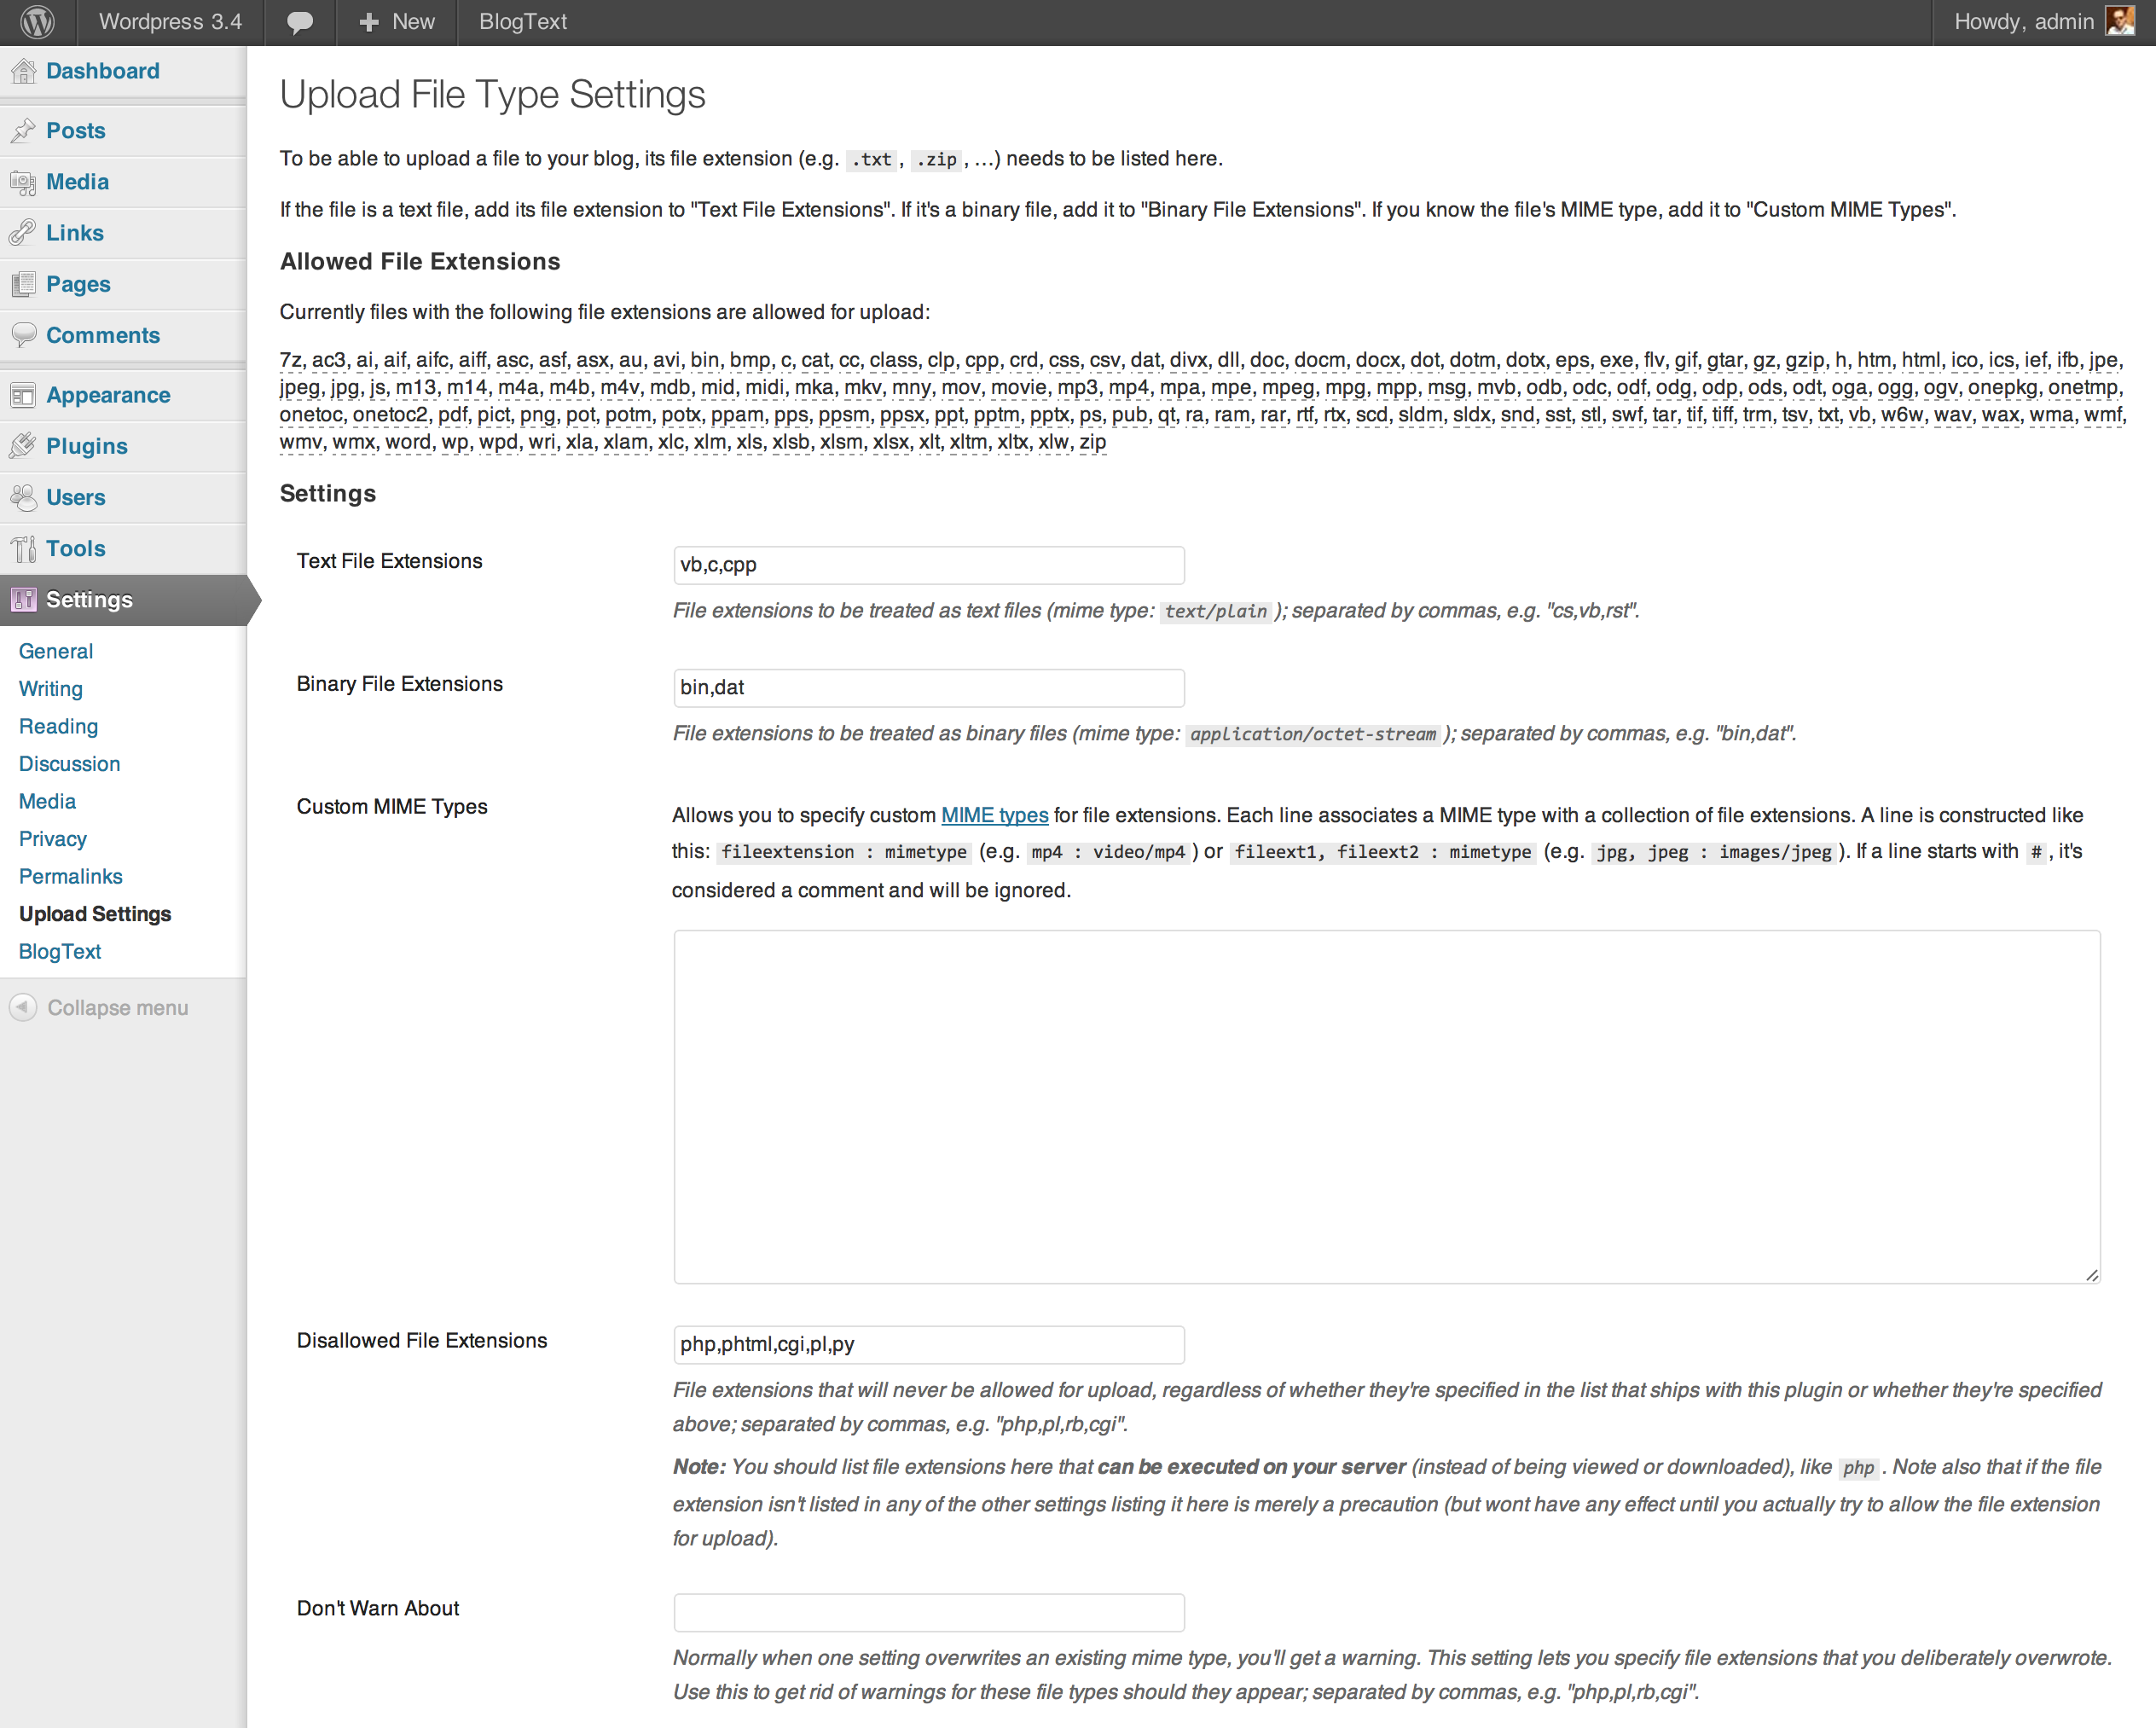 Wordpress 3.4
New
BlogText
Howdy, admin
Dashboard
Posts
Media
Links
Pages
Comments
Appearance
Plugins
Users
Tools
Settings
General
Writing
Reading
Discussion
Media
Privacy
Permalinks
Upload Settings
BlogText
Collapse menu
Upload File Type Settings
To be able to upload a file to your blog, its file extension (e.g. .txt, .zip, …) needs to be listed here.
If the file is a text file, add its file extension to "Text File Extensions". If it's a binary file, add it to "Binary File Extensions". If you know the file's MIME type, add it to "Custom MIME Types".
Allowed File Extensions
Currently files with the following file extensions are allowed for upload:
7z, ac3, ai, aif, aifc, aiff, asc, asf, asx, au, avi, bin, bmp, c, cat, cc, class, clp, cpp, crd, css, csv, dat, divx, dll, doc, docm, docx, dot, dotm, dotx, eps, exe, flv, gif, gtar, gz, gzip, h, htm, html, ico, ics, ief, ifb, jpe,
jpeg, jpg, js, m13, m14, m4a, m4b, m4v, mdb, mid, midi, mka, mkv, mny, mov, movie, mp3, mp4, mpa, mpe, mpeg, mpg, mpp, msg, mvb, odb, odc, odf, odg, odp, ods, odt, oga, ogg, ogv, onepkg, onetmp,
onetoc, onetoc2, pdf, pict, png, pot, potm, potx, ppam, pps, ppsm, ppsx, ppt, pptm, pptx, ps, pub, qt, ra, ram, rar, rtf, rtx, scd, sldm, sldx, snd, sst, stl, swf, tar, tif, tiff, trm, tsv, txt, vb, w6w, wav, wax, wma, wmf,
wmv, wmx, word, wp, wpd, wri, xla, xlam, xlc, xlm, xls, xlsb, xlsm, xlsx, xlt, xltm, xltx, xlw, zip
Settings
Text File Extensions
vb,c,cpp
File extensions to be treated as text files (mime type: text/plain); separated by commas, e.g. "cs,vb,rst".
Binary File Extensions
bin,dat
File extensions to be treated as binary files (mime type: application/octet-stream); separated by commas, e.g. "bin,dat".
Custom MIME Types
Allows you to specify custom MIME types for file extensions. Each line associates a MIME type with a collection of file extensions. A line is constructed like
this: fileextension : mimetype (e.g. mp4 : video/mp4) or fileext1, fileext2 : mimetype (e.g. jpg, jpeg : images/jpeg). If a line starts with #, it's
considered a comment and will be ignored.
Disallowed File Extensions
php,phtml,cgi,pl,py
File extensions that will never be allowed for upload, regardless of whether they're specified in the list that ships with this plugin or whether they're specified
above; separated by commas, e.g. "php,pl,rb,cgi".
Note: You should list file extensions here that can be executed on your server (instead of being viewed or downloaded), like php. Note also that if the file
extension isn't listed in any of the other settings listing it here is merely a precaution (but wont have any effect until you actually try to allow the file extension
for upload).
Don't Warn About
Normally when one setting overwrites an existing mime type, you'll get a warning. This setting lets you specify file extensions that you deliberately overwrote.
Use this to get rid of warnings for these file types should they appear; separated by commas, e.g. "php,pl,rb,cgi".